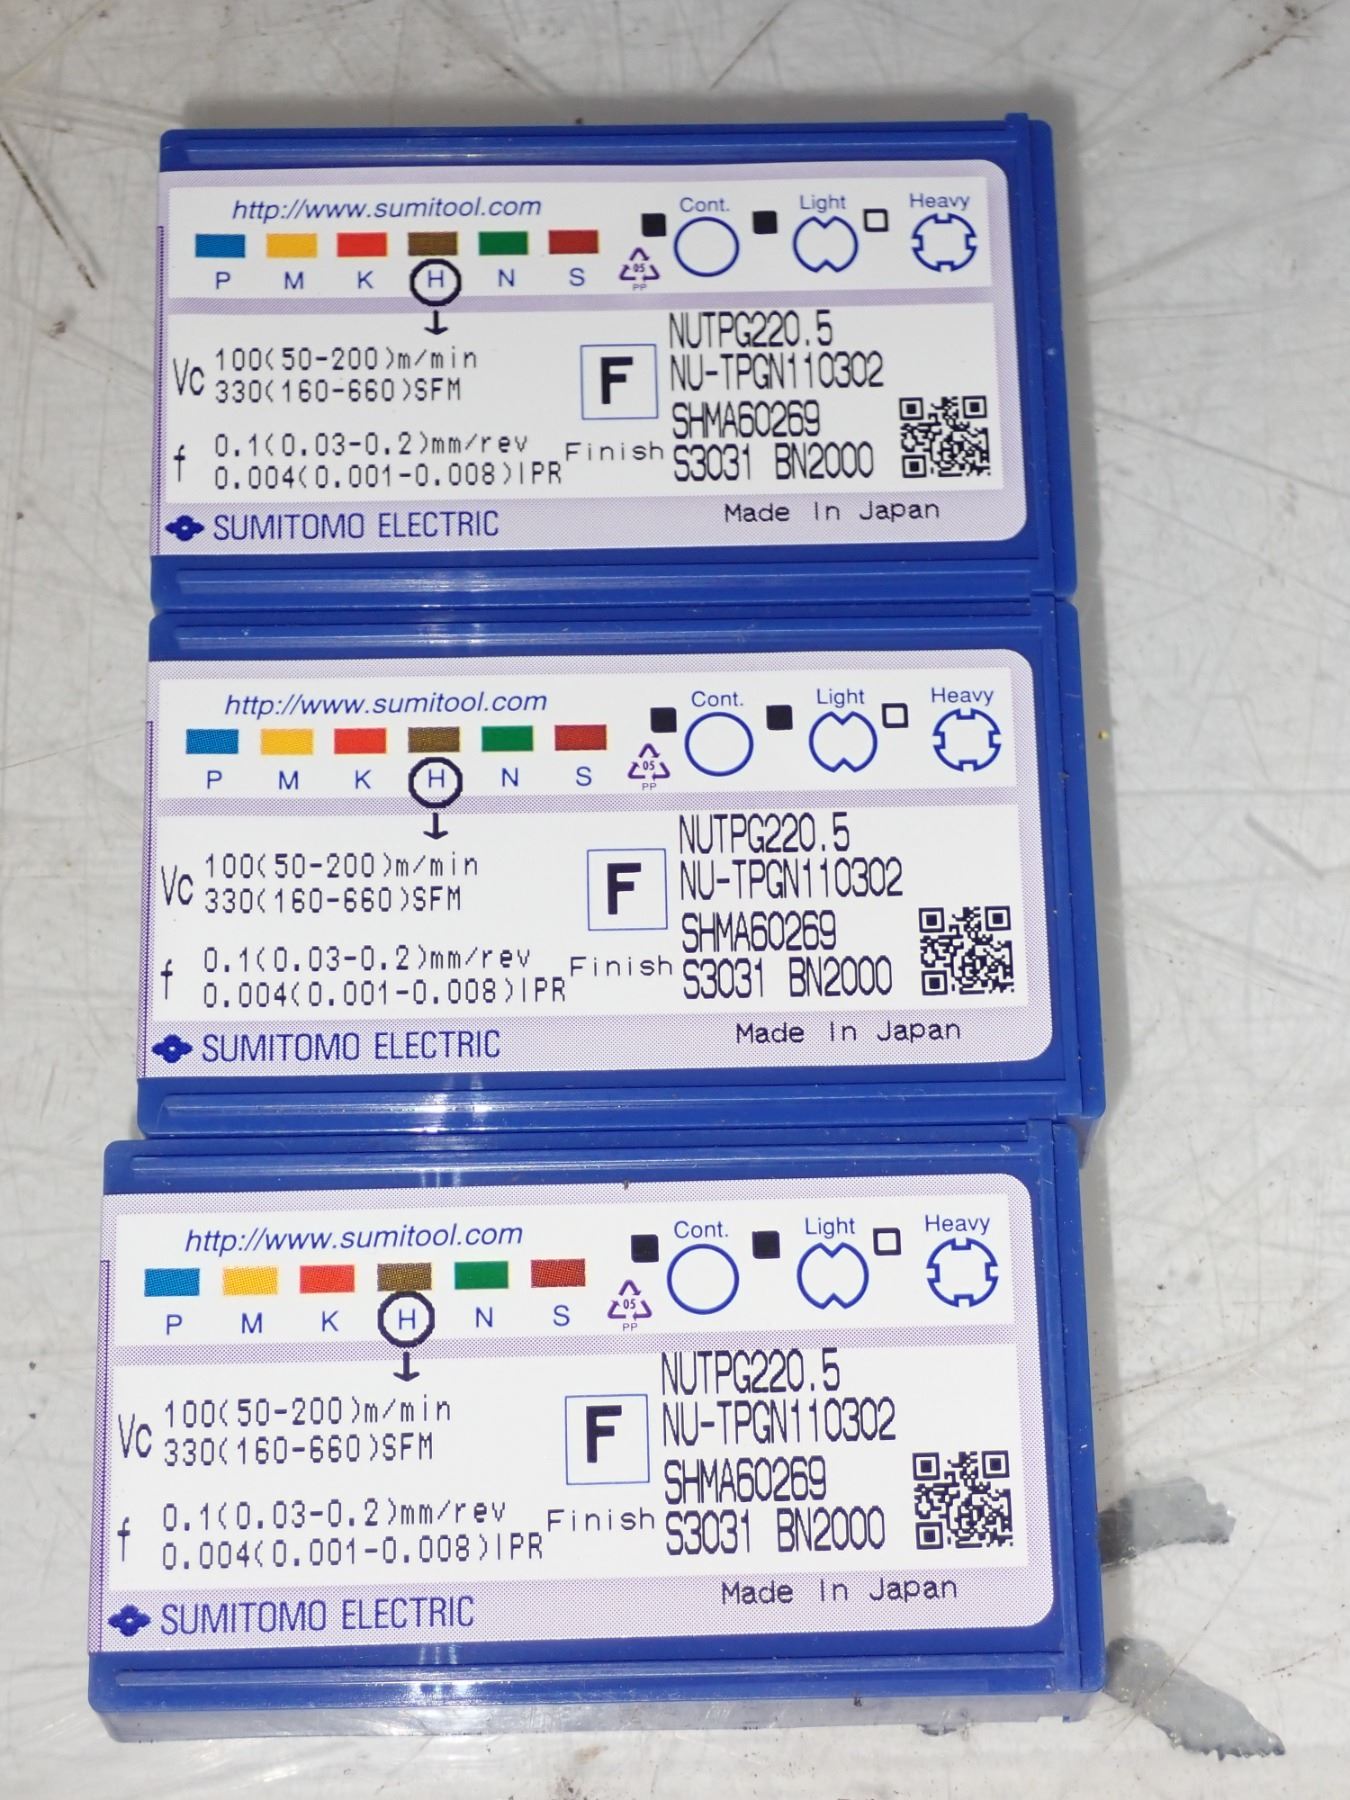 http://www.sumitool.com
Cont. Light Heavy
P M K H N S
05
PP
Vc 100(50-200)m/min
330(160-660)SFM
f 0.1(0.03-0.2)mm/rev
0.004(0.001-0.008)IPR
F
Finish
NUTPG220.5
NU-TPGN110302
SHMA60269
S3031 BN2000
Made In Japan
SUMITOMO ELECTRIC
http://www.sumitool.com
Cont. Light Heavy
P M K H N S
05
PP
Vc 100(50-200)m/min
330(160-660)SFM
f 0.1(0.03-0.2)mm/rev
0.004(0.001-0.008)IPR
F
Finish
NUTPG220.5
NU-TPGN110302
SHMA60269
S3031 BN2000
Made In Japan
SUMITOMO ELECTRIC
http://www.sumitool.com
Cont. Light Heavy
P M K H N S
05
PP
Vc 100(50-200)m/min
330(160-660)SFM
f 0.1(0.03-0.2)mm/rev
0.004(0.001-0.008)IPR
F
Finish
NUTPG220.5
NU-TPGN110302
SHMA60269
S3031 BN2000
Made In Japan
SUMITOMO ELECTRIC